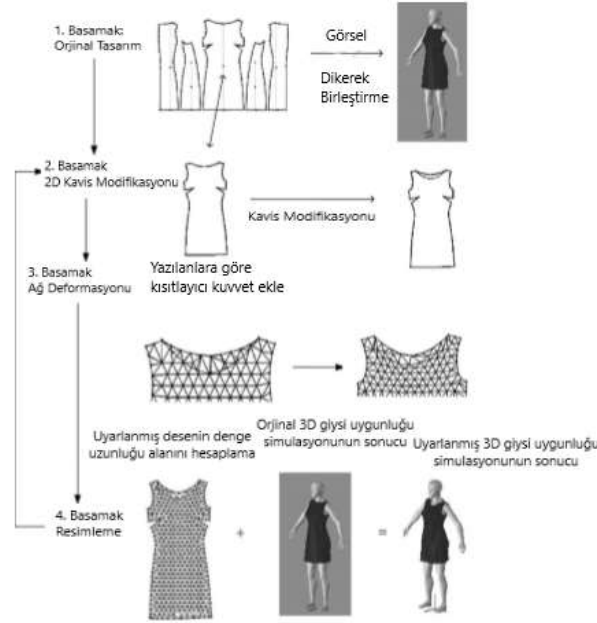 1. Basamak:
Orjinal Tasarım
Görsel
Dikerek
Birleştirme
2. Basamak
2D Kavis Modifikasyonu
Kavis Modifikasyonu
3. Basamak
Ağ Deformasyonu
Yazılanlara göre
kısıtlayıcı kuvvet ekle
Uyarlanmış desenin denge
uzunluğu alanını hesaplama
Orjinal 3D giysi uygunluğu
simulasyonunun sonucu
Uyarlanmış 3D giysi uygunluğu
simulasyonunun sonucu
4. Basamak
Resimleme
+
=